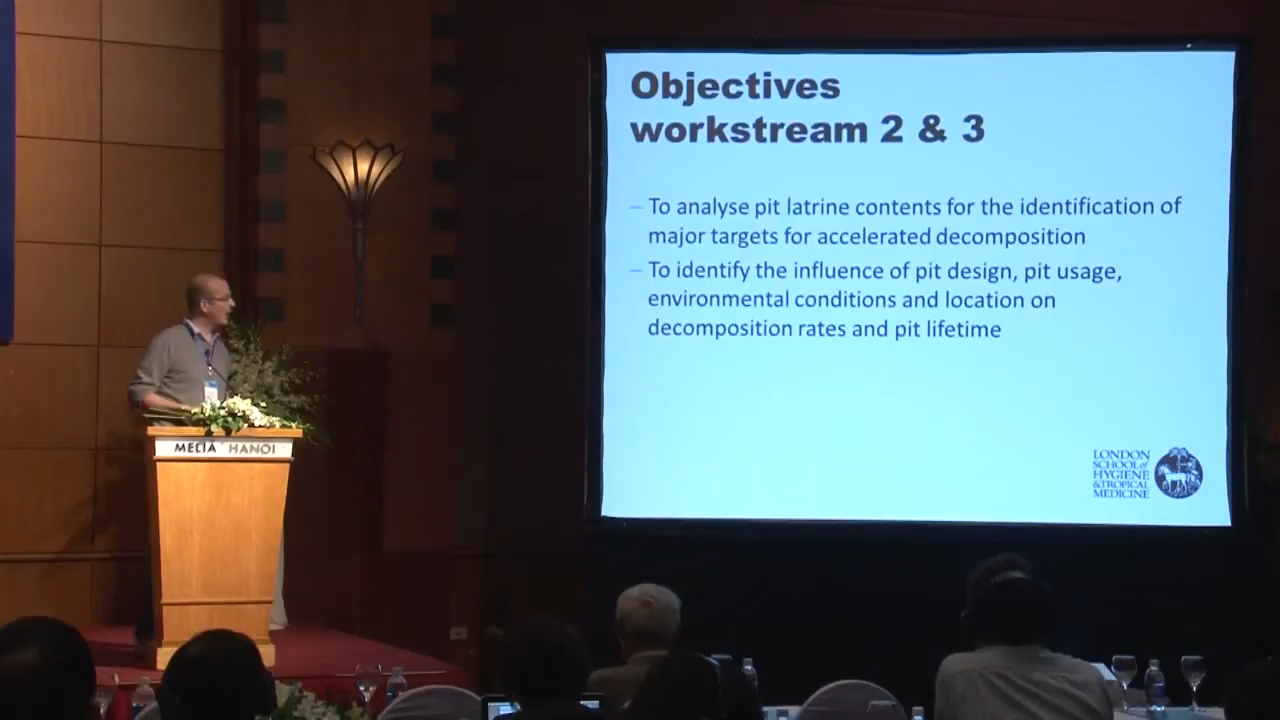 Objectives
workstream 2 & 3
– To analyse pit latrine contents for the identification of
major targets for accelerated decomposition
– To identify the influence of pit design, pit usage,
environmental conditions and location on
decomposition rates and pit lifetime
LONDON
SCHOOL of
HYGIENE
& TROPICAL
MEDICINE
MELIÁ HANOI